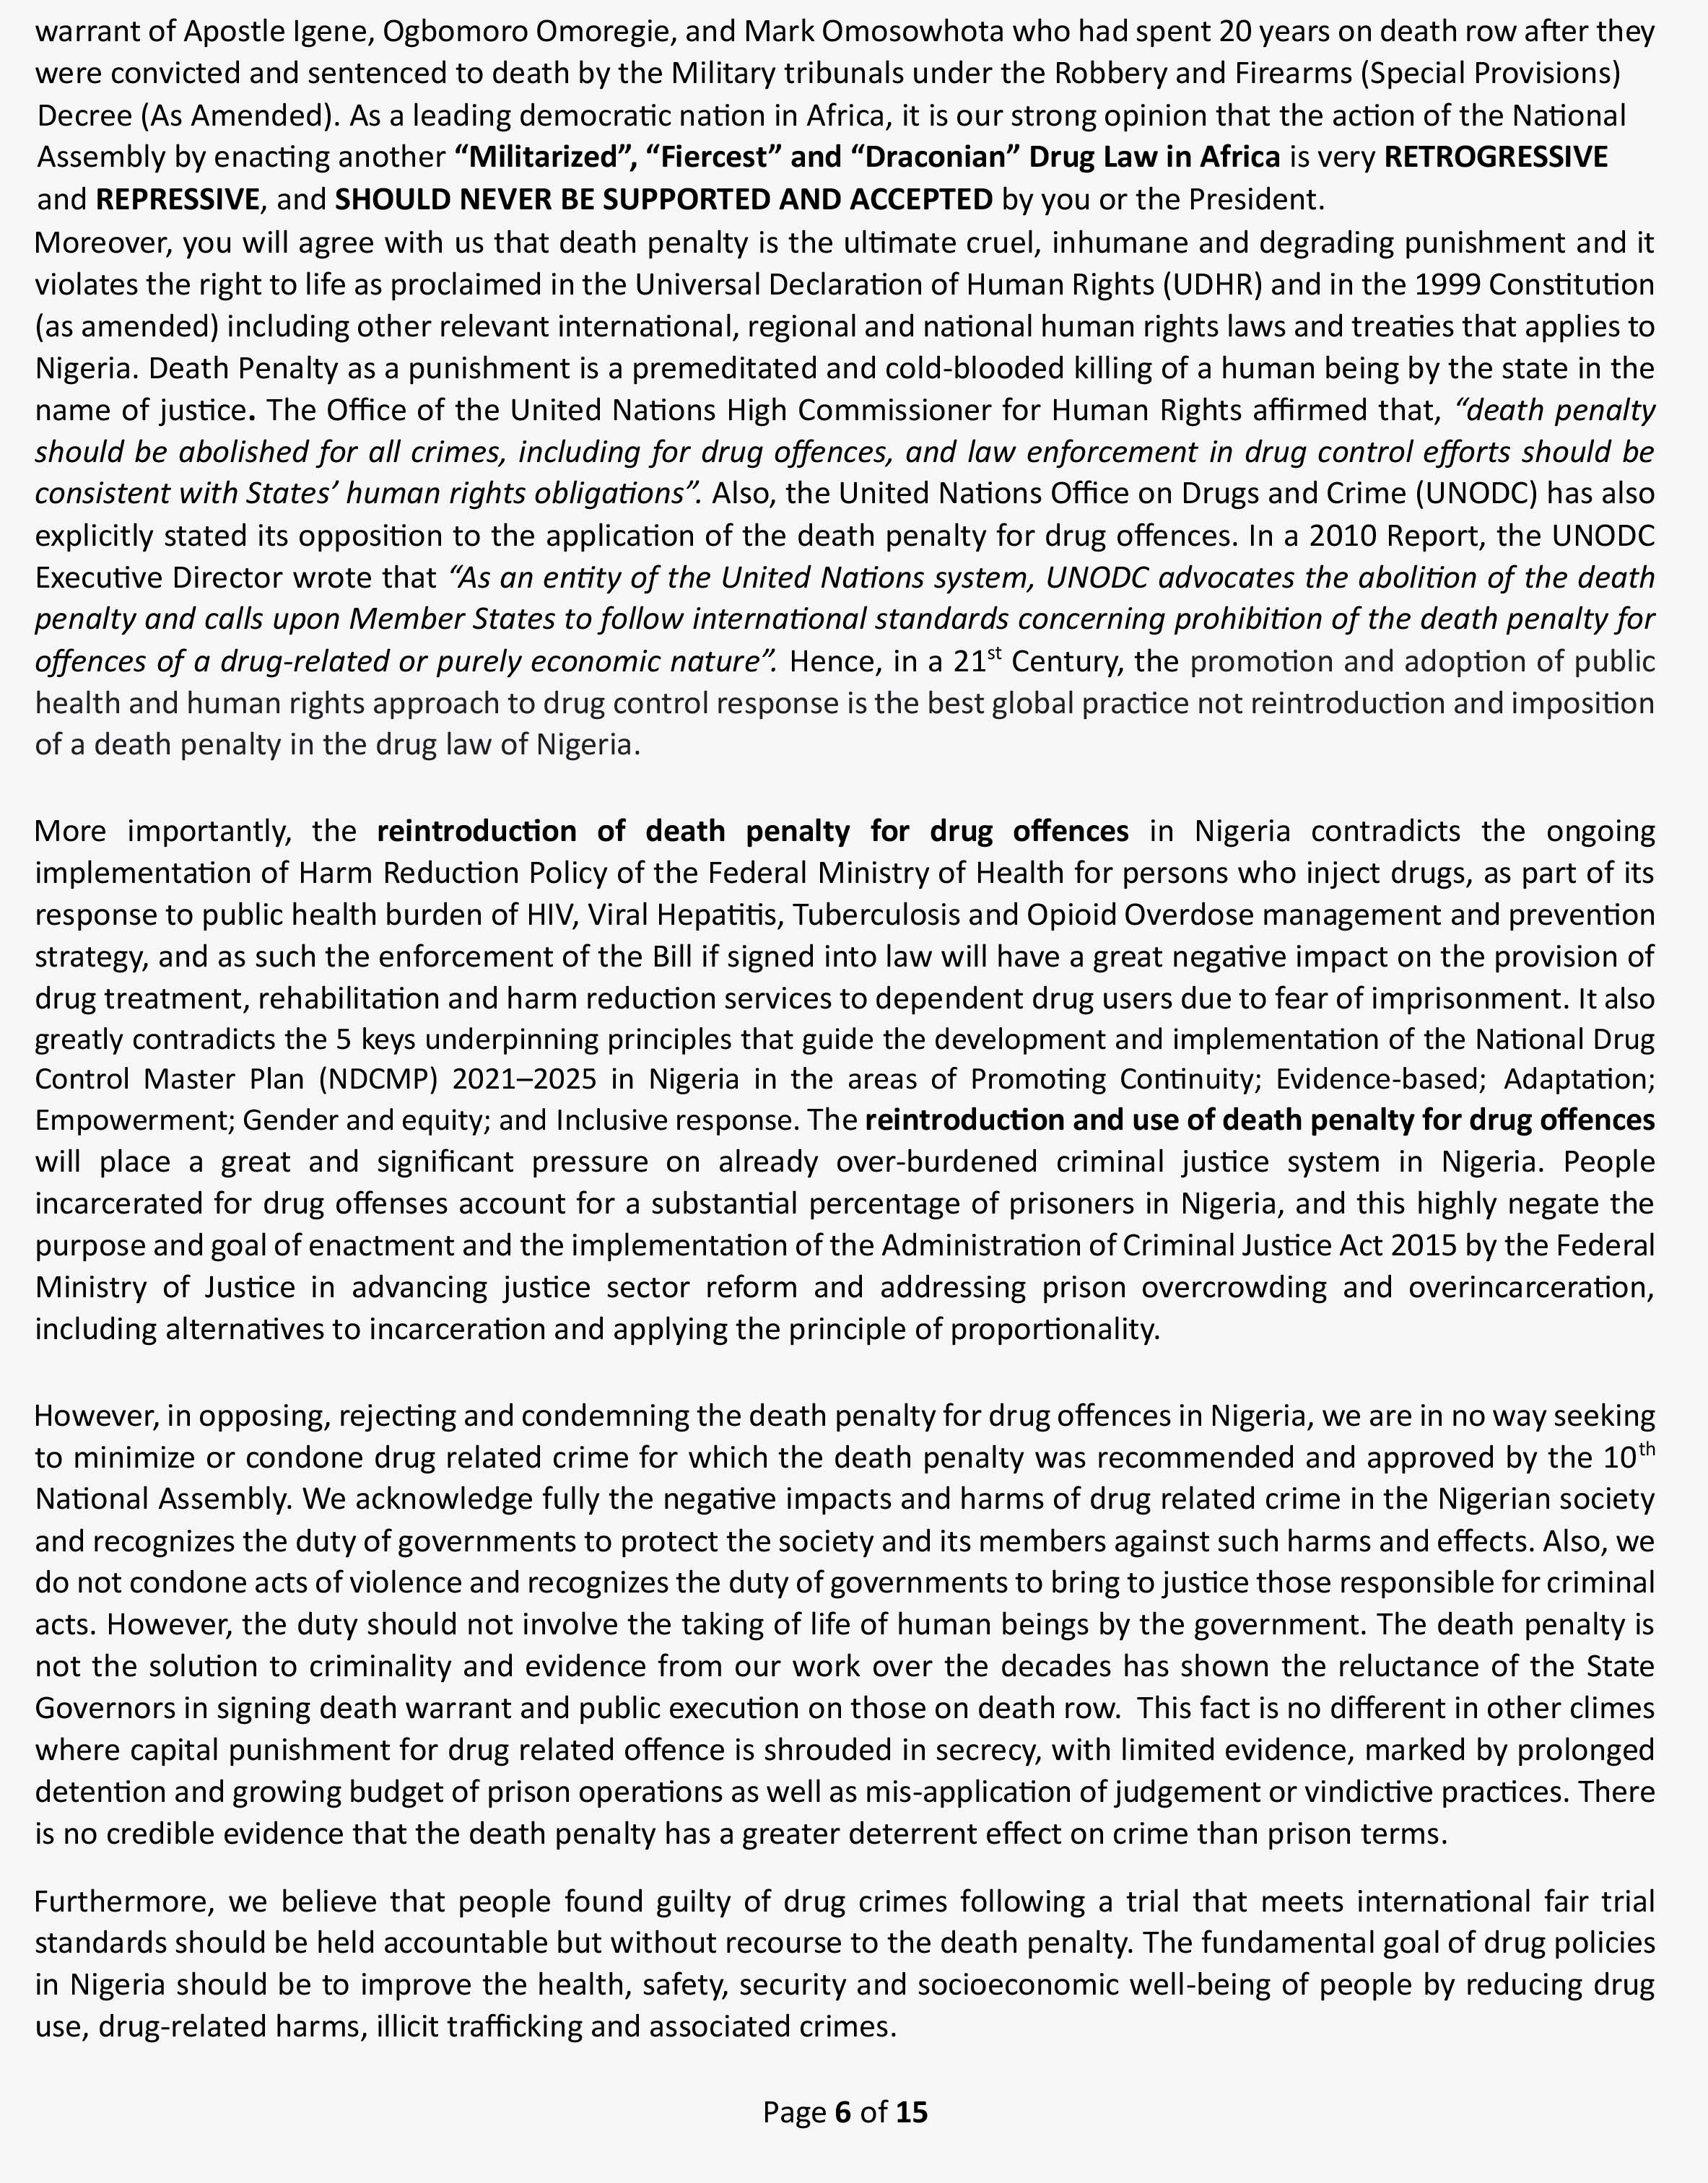 warrant of Apostle Igene, Ogbomoro Omoregie, and Mark Omosowhota who had spent 20 years on death row after they
were convicted and sentenced to death by the Military tribunals under the Robbery and Firearms (Special Provisions)
Decree (As Amended). As a leading democratic nation in Africa, it is our strong opinion that the action of the National
Assembly by enacting another “Militarized”, “Fiercest” and “Draconian” Drug Law in Africa is very RETROGRESSIVE
and REPRESSIVE, and SHOULD NEVER BE SUPPORTED AND ACCEPTED by you or the President.
Moreover, you will agree with us that death penalty is the ultimate cruel, inhumane and degrading punishment and it
violates the right to life as proclaimed in the Universal Declaration of Human Rights (UDHR) and in the 1999 Constitution
(as amended) including other relevant international, regional and national human rights laws and treaties that applies to
Nigeria. Death Penalty as a punishment is a premeditated and cold-blooded killing of a human being by the state in the
name of justice. The Office of the United Nations High Commissioner for Human Rights affirmed that, “death penalty
should be abolished for all crimes, including for drug offences, and law enforcement in drug control efforts should be
consistent with States’ human rights obligations”. Also, the United Nations Office on Drugs and Crime (UNODC) has also
explicitly stated its opposition to the application of the death penalty for drug offences. In a 2010 Report, the UNODC
Executive Director wrote that “As an entity of the United Nations system, UNODC advocates the abolition of the death
penalty and calls upon Member States to follow international standards concerning prohibition of the death penalty for
offences of a drug-related or purely economic nature”. Hence, in a 21st Century, the promotion and adoption of public
health and human rights approach to drug control response is the best global practice not reintroduction and imposition
of a death penalty in the drug law of Nigeria.
More importantly, the reintroduction of death penalty for drug offences in Nigeria contradicts the ongoing
implementation of Harm Reduction Policy of the Federal Ministry of Health for persons who inject drugs, as part of its
response to public health burden of HIV, Viral Hepatitis, Tuberculosis and Opioid Overdose management and prevention
strategy, and as such the enforcement of the Bill if signed into law will have a great negative impact on the provision of
drug treatment, rehabilitation and harm reduction services to dependent drug users due to fear of imprisonment. It also
greatly contradicts the 5 keys underpinning principles that guide the development and implementation of the National Drug
Control Master Plan (NDCMP) 2021–2025 in Nigeria in the areas of Promoting Continuity; Evidence-based; Adaptation;
Empowerment; Gender and equity; and Inclusive response. The reintroduction and use of death penalty for drug offences
will place a great and significant pressure on already over-burdened criminal justice system in Nigeria. People
incarcerated for drug offenses account for a substantial percentage of prisoners in Nigeria, and this highly negate the
purpose and goal of enactment and the implementation of the Administration of Criminal Justice Act 2015 by the Federal
Ministry of Justice in advancing justice sector reform and addressing prison overcrowding and overincarceration,
including alternatives to incarceration and applying the principle of proportionality.
However, in opposing, rejecting and condemning the death penalty for drug offences in Nigeria, we are in no way seeking
to minimize or condone drug related crime for which the death penalty was recommended and approved by the 10th
National Assembly. We acknowledge fully the negative impacts and harms of drug related crime in the Nigerian society
and recognizes the duty of governments to protect the society and its members against such harms and effects. Also, we
do not condone acts of violence and recognizes the duty of governments to bring to justice those responsible for criminal
acts. However, the duty should not involve the taking of life of human beings by the government. The death penalty is
not the solution to criminality and evidence from our work over the decades has shown the reluctance of the State
Governors in signing death warrant and public execution on those on death row. This fact is no different in other climes
where capital punishment for drug related offence is shrouded in secrecy, with limited evidence, marked by prolonged
detention and growing budget of prison operations as well as mis-application of judgement or vindictive practices. There
is no credible evidence that the death penalty has a greater deterrent effect on crime than prison terms.
Furthermore, we believe that people found guilty of drug crimes following a trial that meets international fair trial
standards should be held accountable but without recourse to the death penalty. The fundamental goal of drug policies
in Nigeria should be to improve the health, safety, security and socioeconomic well-being of people by reducing drug
use, drug-related harms, illicit trafficking and associated crimes.
Page 6 of 15